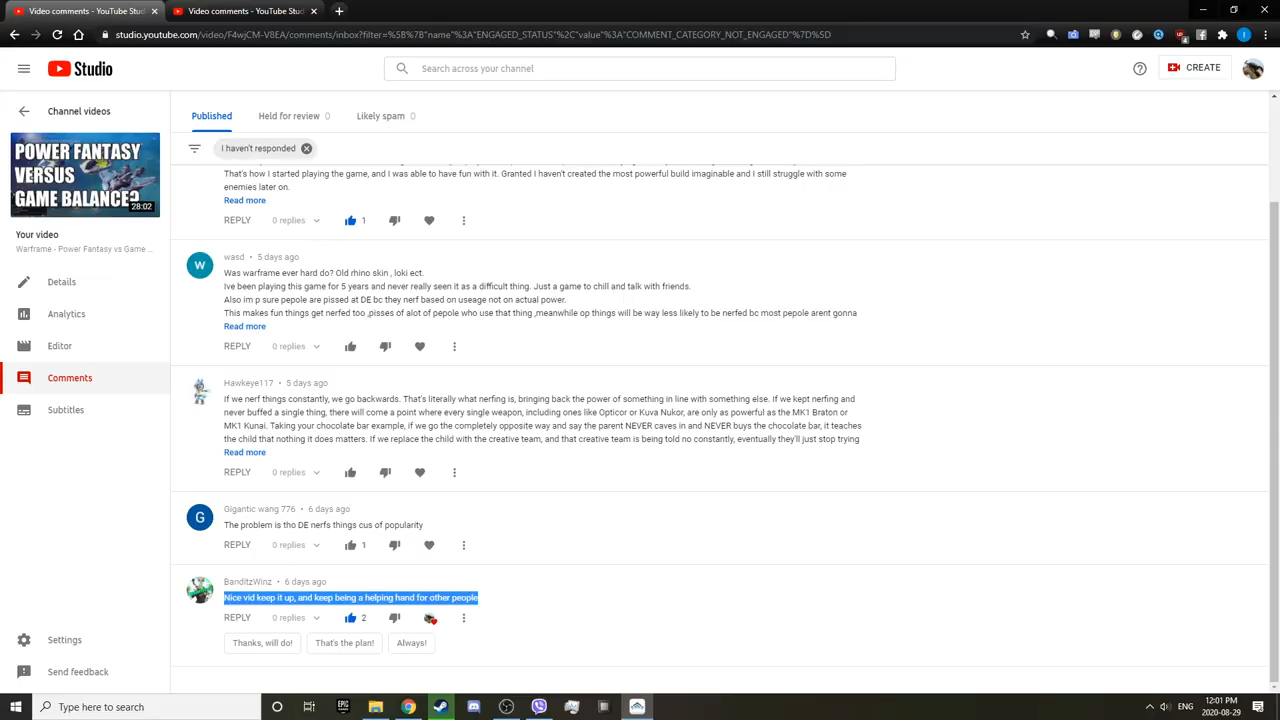 Video comments - YouTube Studio
Video comments - YouTube Studio
studio.youtube.com/video/F4wjCM-V8EA/comments/inbox?filter=%5B%7B"name"%3A"ENGAGED_STATUS"%2C"value"%3A"COMMENT_CATEGORY_NOT_ENGAGED"%7D%5D
Studio
Search across your channel
CREATE
Channel videos
POWER FANTASY
VERSUS
GAME BALANCE?
28:02
Your video
Warframe - Power Fantasy vs Game ...
Details
Analytics
Editor
Comments
Subtitles
Settings
Send feedback
Published
Held for review 0
Likely spam 0
I haven't responded
That's how I started playing the game, and I was able to have fun with it. Granted I haven't created the most powerful build imaginable and I still struggle with some
enemies later on.
Read more
REPLY 0 replies 1
W
wasd • 5 days ago
Was warframe ever hard do? Old rhino skin , loki ect.
Ive been playing this game for 5 years and never really seen it as a difficult thing. Just a game to chill and talk with friends.
Also im p sure pepole are pissed at DE bc they nerf based on useage not on actual power.
This makes fun things get nerfed too ,pisses of alot of pepole who use that thing ,meanwhile op things will be way less likely to be nerfed bc most pepole arent gonna
Read more
REPLY 0 replies
Hawkeye117 • 5 days ago
If we nerf things constantly, we go backwards. That's literally what nerfing is, bringing back the power of something in line with something else. If we kept nerfing and
never buffed a single thing, there will come a point where every single weapon, including ones like Opticor or Kuva Nukor, are only as powerful as the MK1 Braton or
MK1 Kunai. Taking your chocolate bar example, if we go the completely opposite way and say the parent NEVER caves in and NEVER buys the chocolate bar, it teaches
the child that nothing it does matters. If we replace the child with the creative team, and that creative team is being told no constantly, eventually they'll just stop trying
Read more
REPLY 0 replies
G
Gigantic wang 776 • 6 days ago
The problem is tho DE nerfs things cus of popularity
REPLY 0 replies 1
BanditzWinz • 6 days ago
Nice vid keep it up, and keep being a helping hand for other people
REPLY 0 replies 2
Thanks, will do! That's the plan! Always!
Type here to search
EPIC
ENG
12:01 PM
2020-08-29